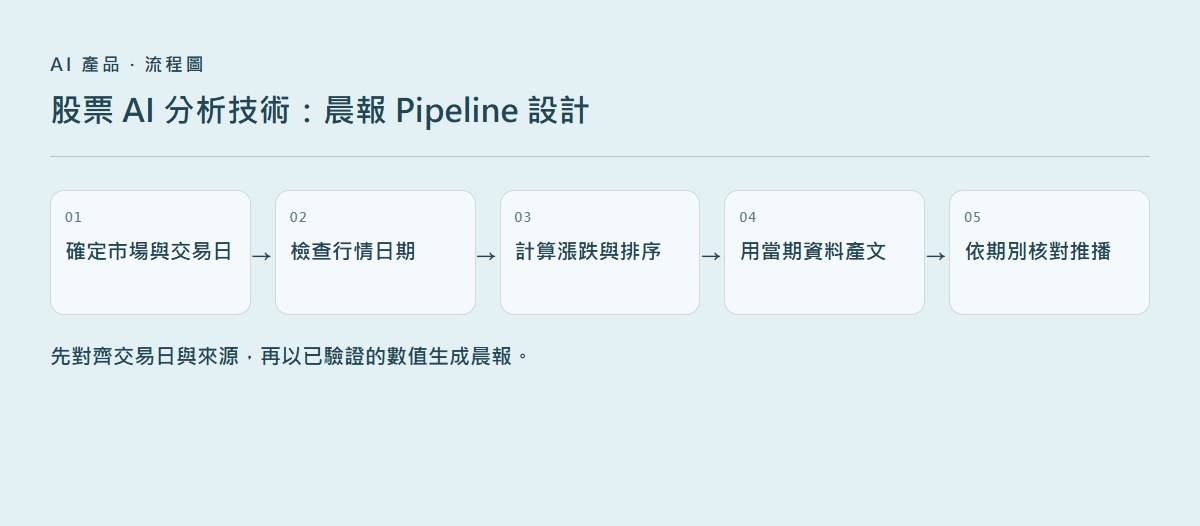 AI 產品 · 流程圖
股票 AI 分析技術：晨報 Pipeline 設計
01
確定市場與交易日
→
02
檢查行情日期
→
03
計算漲跌與排序
→
04
用當期資料產文
→
05
依期別核對推播
先對齊交易日與來源，再以已驗證的數值生成晨報。